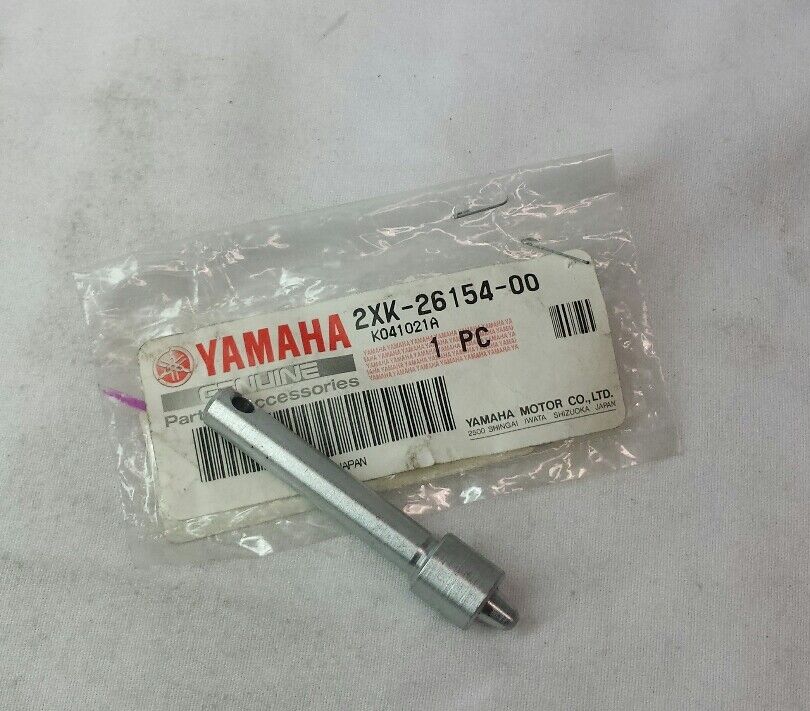 2XK-26154-00
YAMAHA
K041021A
1 PC
GENUINE
Parts Accessories
YAMAHA MOTOR CO.,LTD.
2500 SHINGAI IWATA SHIZUOKA JAPAN
JAPAN